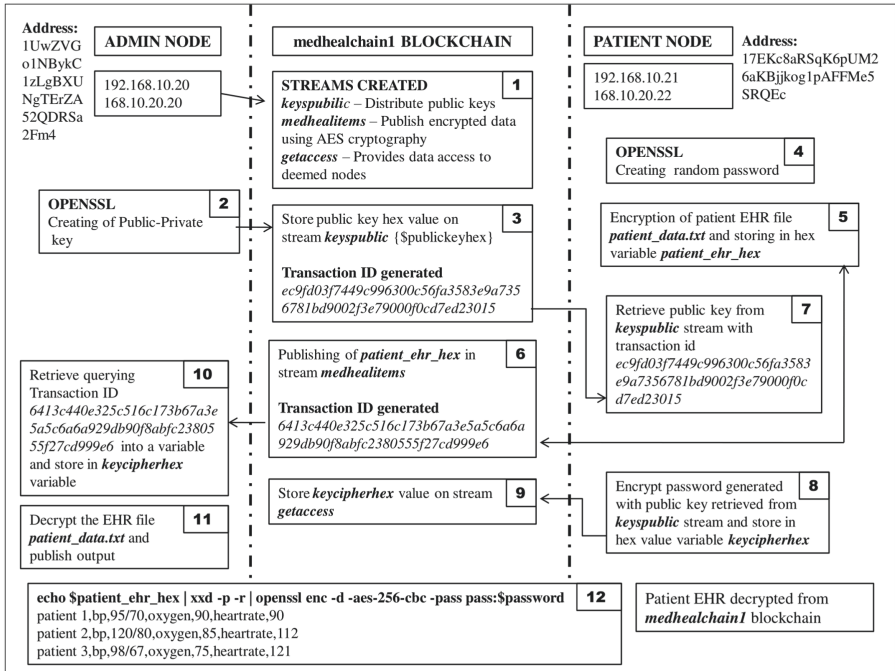 Address:
1UwZVG
o1NBykC
1zLgBXU
NgTErZA
52QDRSa
2Fm4
ADMIN NODE
192.168.10.20
168.10.20.20
medhealchain1 BLOCKCHAIN
PATIENT NODE
192.168.10.21
168.10.20.22
Address:
17EKc8aRSqK6pUM2
6aKBjjkog1pAFFMe5
SRQEc
STREAMS CREATED
1
keyspubilic – Distribute public keys
medhealitems – Publish encrypted data
using AES cryptography
getaccess – Provides data access to
deemed nodes
OPENSSL
2
Creating of Public-Private
key
Store public key hex value on
3
stream keyspublic {$publickeyhex}
Transaction ID generated
ec9fd03f7449c996300c56fa3583e9a735
6781bd9002f3e79000f0cd7ed23015
OPENSSL
4
Creating random password
Encryption of patient EHR file
5
patient_data.txt and storing in hex
variable patient_ehr_hex
Publishing of patient_ehr_hex in
6
stream medhealitems
Transaction ID generated
6413c440e325c516c173b67a3e5a5c6a6a
929db90f8abfc2380555f27cd999e6
Retrieve public key from
7
keyspublic stream with
transaction id
ec9fd03f7449c996300c56fa3583
e9a7356781bd9002f3e79000f0c
d7ed23015
Encrypt password generated
8
with public key retrieved from
keyspublic stream and store in
hex value variable keycipherhex
Store keycipherhex value on stream
9
getaccess
Retrieve querying
10
Transaction ID
6413c440e325c516c173b67a3e
5a5c6a6a929db90f8abfc23805
55f27cd999e6 into a variable
and store in keycipherhex
variable
Decrypt the EHR file
11
patient_data.txt and
publish output
echo $patient_ehr_hex | xxd -p -r | openssl enc -d -aes-256-cbc -pass pass:$password
12
patient 1,bp,95/70,oxygen,90,heartrate,90
patient 2,bp,120/80,oxygen,85,heartrate,112
patient 3,bp,98/67,oxygen,75,heartrate,121
Patient EHR decrypted from
medhealchain1 blockchain